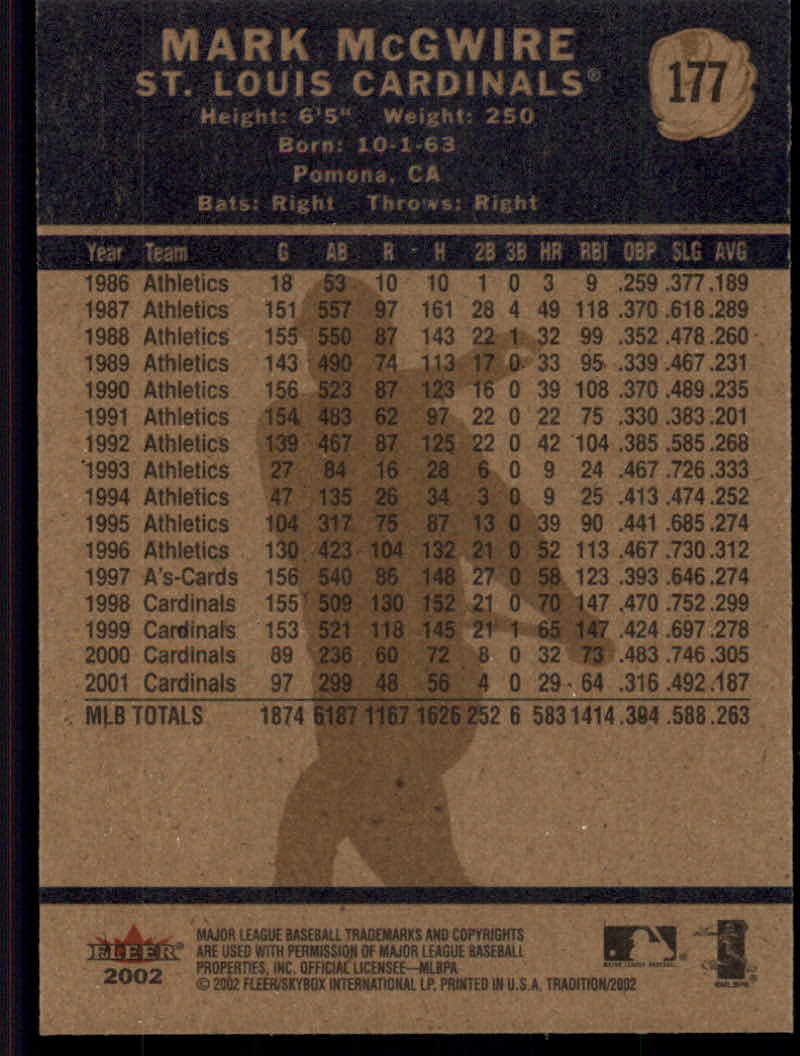 MARK McGWIRE
177
ST. LOUIS CARDINALS®
Height: 6'5" Weight: 250
Born: 10-1-63
Pomona, CA
Bats: Right Throws: Right
Year Team G AB R H 2B 3B HR RBI OBP SLG AVG
1986 Athletics 18 53 10 10 1 0 3 9 .259 .377 .189
1987 Athletics 151 557 97 161 28 4 49 118 .370 .618 .289
1988 Athletics 155 550 87 143 22 1 32 99 .352 .478 .260
1989 Athletics 143 490 74 113 17 0 33 95 .339 .467 .231
1990 Athletics 156 523 87 123 16 0 39 108 .370 .489 .235
1991 Athletics 154 483 62 97 22 0 22 75 .330 .383 .201
1992 Athletics 139 467 87 125 22 0 42 104 .385 .585 .268
1993 Athletics 27 84 16 28 6 0 9 24 .467 .726 .333
1994 Athletics 47 135 26 34 3 0 9 25 .413 .474 .252
1995 Athletics 104 317 75 87 13 0 39 90 .441 .685 .274
1996 Athletics 130 423 104 132 21 0 52 113 .467 .730 .312
1997 A's-Cards 156 540 86 148 27 0 58 123 .393 .646 .274
1998 Cardinals 155 509 130 152 21 0 70 147 .470 .752 .299
1999 Cardinals 153 521 118 145 21 1 65 147 .424 .697 .278
2000 Cardinals 89 236 60 72 8 0 32 73 .483 .746 .305
2001 Cardinals 97 299 48 56 4 0 29 64 .316 .492 .187
MLB TOTALS 1874 6187 1167 1626 252 6 583 1414 .394 .588 .263
FLEER®
2002
MAJOR LEAGUE BASEBALL TRADEMARKS AND COPYRIGHTS
ARE USED WITH PERMISSION OF MAJOR LEAGUE BASEBALL
PROPERTIES, INC. OFFICIAL LICENSEE—MLBPA
© 2002 FLEER/SKYBOX INTERNATIONAL LP. PRINTED IN U.S.A. TRADITION/2002